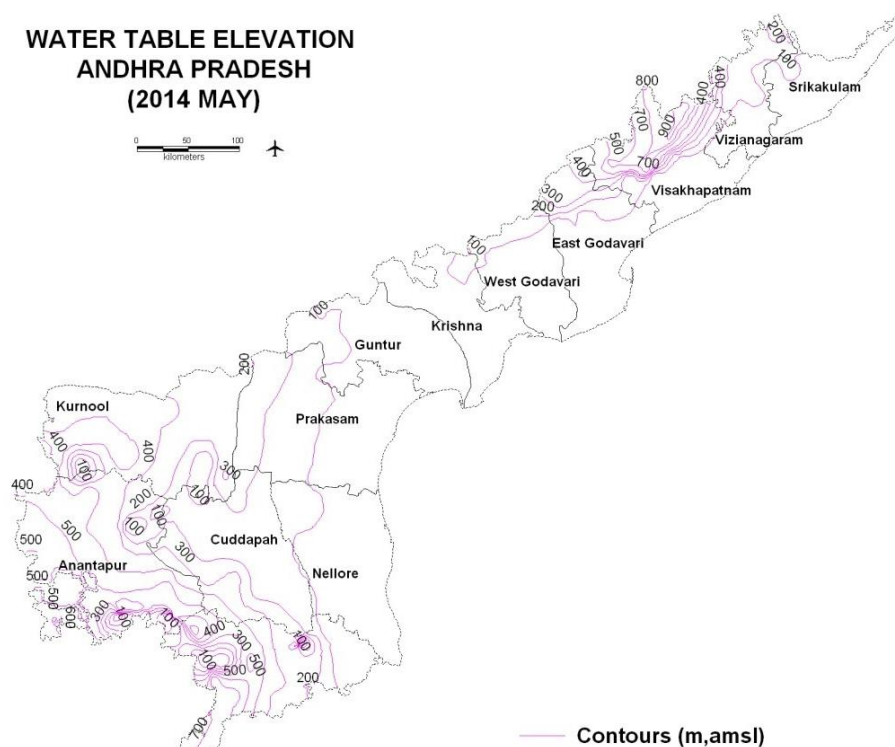 WATER TABLE ELEVATION
ANDHRA PRADESH
(2014 MAY)
0 50 100
kilometers
200
100
Srikakulam
400
800
700
900
400
500
Vizianagaram
400
700
Visakhapatnam
300
200
100
East Godavari
West Godavari
100
Krishna
Guntur
200
Kurnool
Prakasam
400
400
100
300
400
200
100
100
100
500
Cuddapah
500
300
Anantapur
Nellore
500
500
600
300
100
100
400
300
100
100
500
500
200
700
Contours (m,amsl)